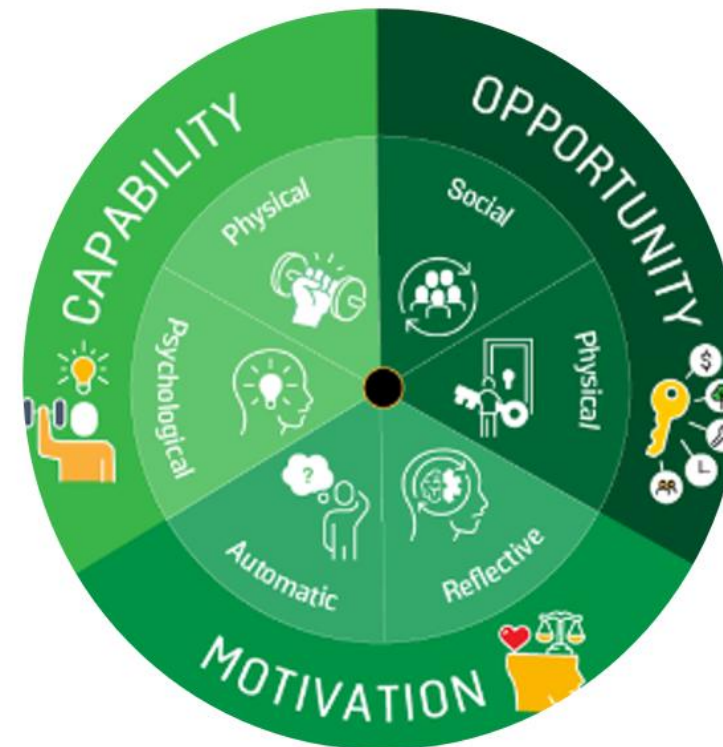 CAPABILITY
OPPORTUNITY
Physical
Social
Psychological
Physical
?
$
Automatic
Reflective
MOTIVATION